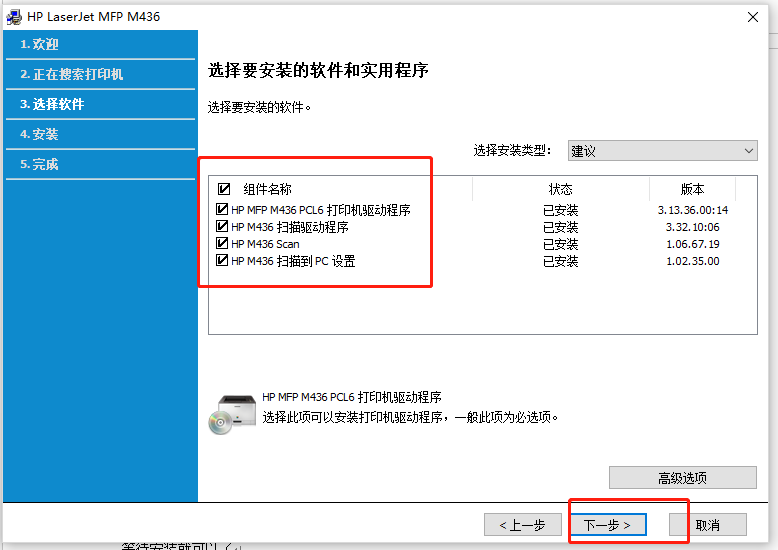 HP LaserJet MFP M436
1. 欢迎
2. 正在搜索打印机
3. 选择软件
4. 安装
5. 完成
选择要安装的软件和实用程序
选择要安装的软件。
选择安装类型: 建议
组件名称 状态 版本
HP MFP M436 PCL6 打印机驱动程序 已安装 3.13.36.00:14
HP M436 扫描驱动程序 已安装 3.32.10:06
HP M436 Scan 已安装 1.06.67.19
HP M436 扫描到 PC 设置 已安装 1.02.35.00
HP MFP M436 PCL6 打印机驱动程序
选择此项可以安装打印机驱动程序，一般此项为必选项。
高级选项
< 上一步 下一步 > 取消
等待安装就可以了